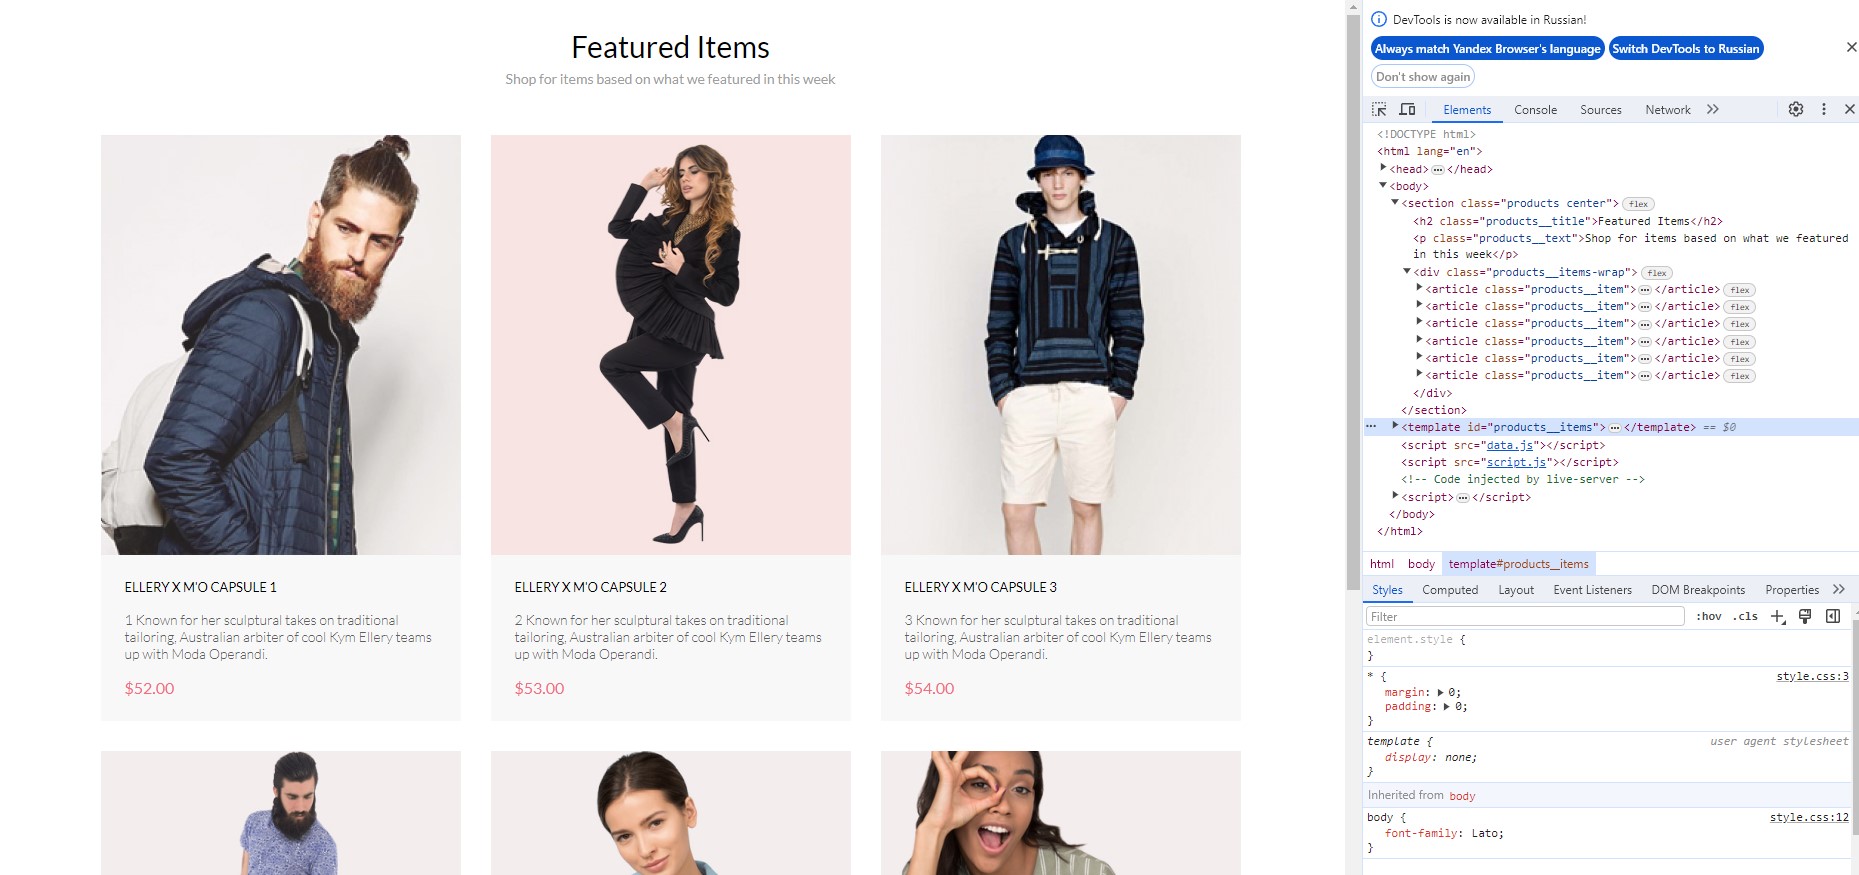 Featured Items
Shop for items based on what we featured in this week
ELLERY X M'O CAPSULE 1
1 Known for her sculptural takes on traditional
tailoring, Australian arbiter of cool Kym Ellery teams
up with Moda Operandi.
$52.00
ELLERY X M'O CAPSULE 2
2 Known for her sculptural takes on traditional
tailoring, Australian arbiter of cool Kym Ellery teams
up with Moda Operandi.
$53.00
ELLERY X M'O CAPSULE 3
3 Known for her sculptural takes on traditional
tailoring, Australian arbiter of cool Kym Ellery teams
up with Moda Operandi.
$54.00
DevTools is now available in Russian!
Always match Yandex Browser's language Switch DevTools to Russian
Don't show again
Elements Console Sources Network
<!DOCTYPE html>
<html lang="en">
<head> ••• </head>
<body>
<section class="products center"> flex
<h2 class="products__title">Featured Items</h2>
<p class="products__text">Shop for items based on what we featured
in this week</p>
<div class="products__items-wrap"> flex
<article class="products__item"> ••• </article> flex
<article class="products__item"> ••• </article> flex
<article class="products__item"> ••• </article> flex
<article class="products__item"> ••• </article> flex
<article class="products__item"> ••• </article> flex
<article class="products__item"> ••• </article> flex
</div>
</section>
<template id="products__items"> ••• </template> == $0
<script src="data.js"></script>
<script src="script.js"></script>
<!-- Code injected by live-server -->
<script> ••• </script>
</body>
</html>
html body template#products__items
Styles Computed Layout Event Listeners DOM Breakpoints Properties
Filter :hov .cls
element.style {
}
* { style.css:3
margin: 0;
padding: 0;
}
template { user agent stylesheet
display: none;
}
Inherited from body
body { style.css:12
font-family: Lato;
}